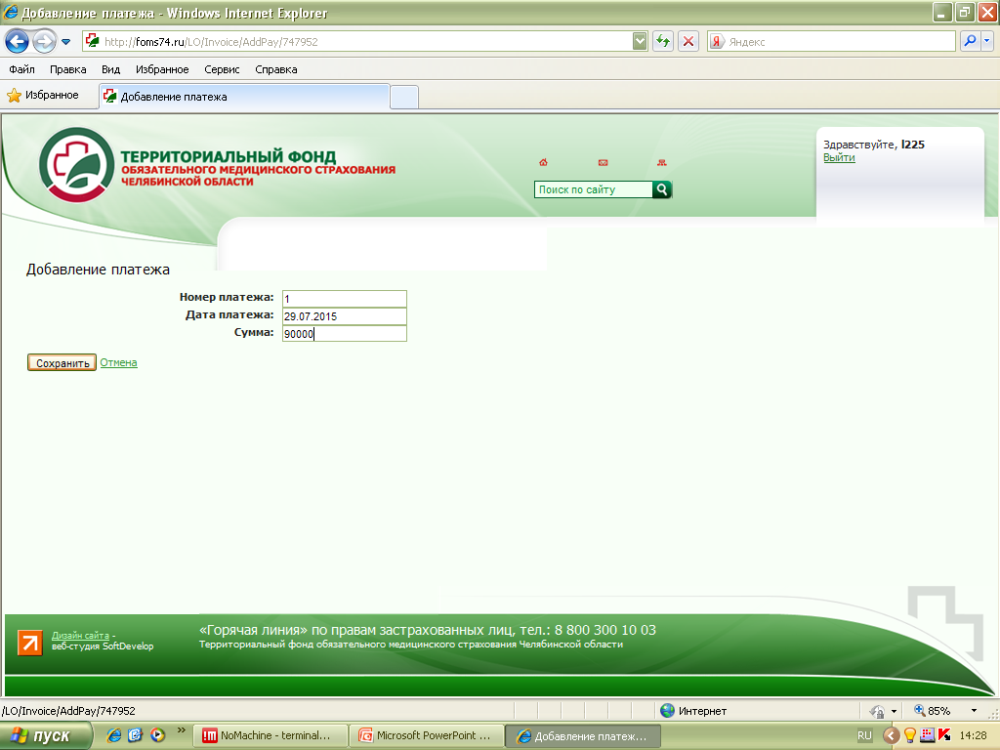 Добавление платежа - Windows Internet Explorer
http://foms74.ru/LO/Invoice/AddPay/747952
Яндекс
Файл Правка Вид Избранное Сервис Справка
Избранное
Добавление платежа
ТЕРРИТОРИАЛЬНЫЙ ФОНД
ОБЯЗАТЕЛЬНОГО МЕДИЦИНСКОГО СТРАХОВАНИЯ
ЧЕЛЯБИНСКОЙ ОБЛАСТИ
Поиск по сайту
Здравствуйте, l225
Выйти
Добавление платежа
Номер платежа: 1
Дата платежа: 29.07.2015
Сумма: 90000
Сохранить Отмена
Дизайн сайта -
веб-студия SoftDevelop
«Горячая линия» по правам застрахованных лиц, тел.: 8 800 300 10 03
Территориальный фонд обязательного медицинского страхования Челябинской области
/LO/Invoice/AddPay/747952
Интернет
85%
пуск
NoMachine - terminal...
Microsoft PowerPoint ...
Добавление платеж...
RU
14:28